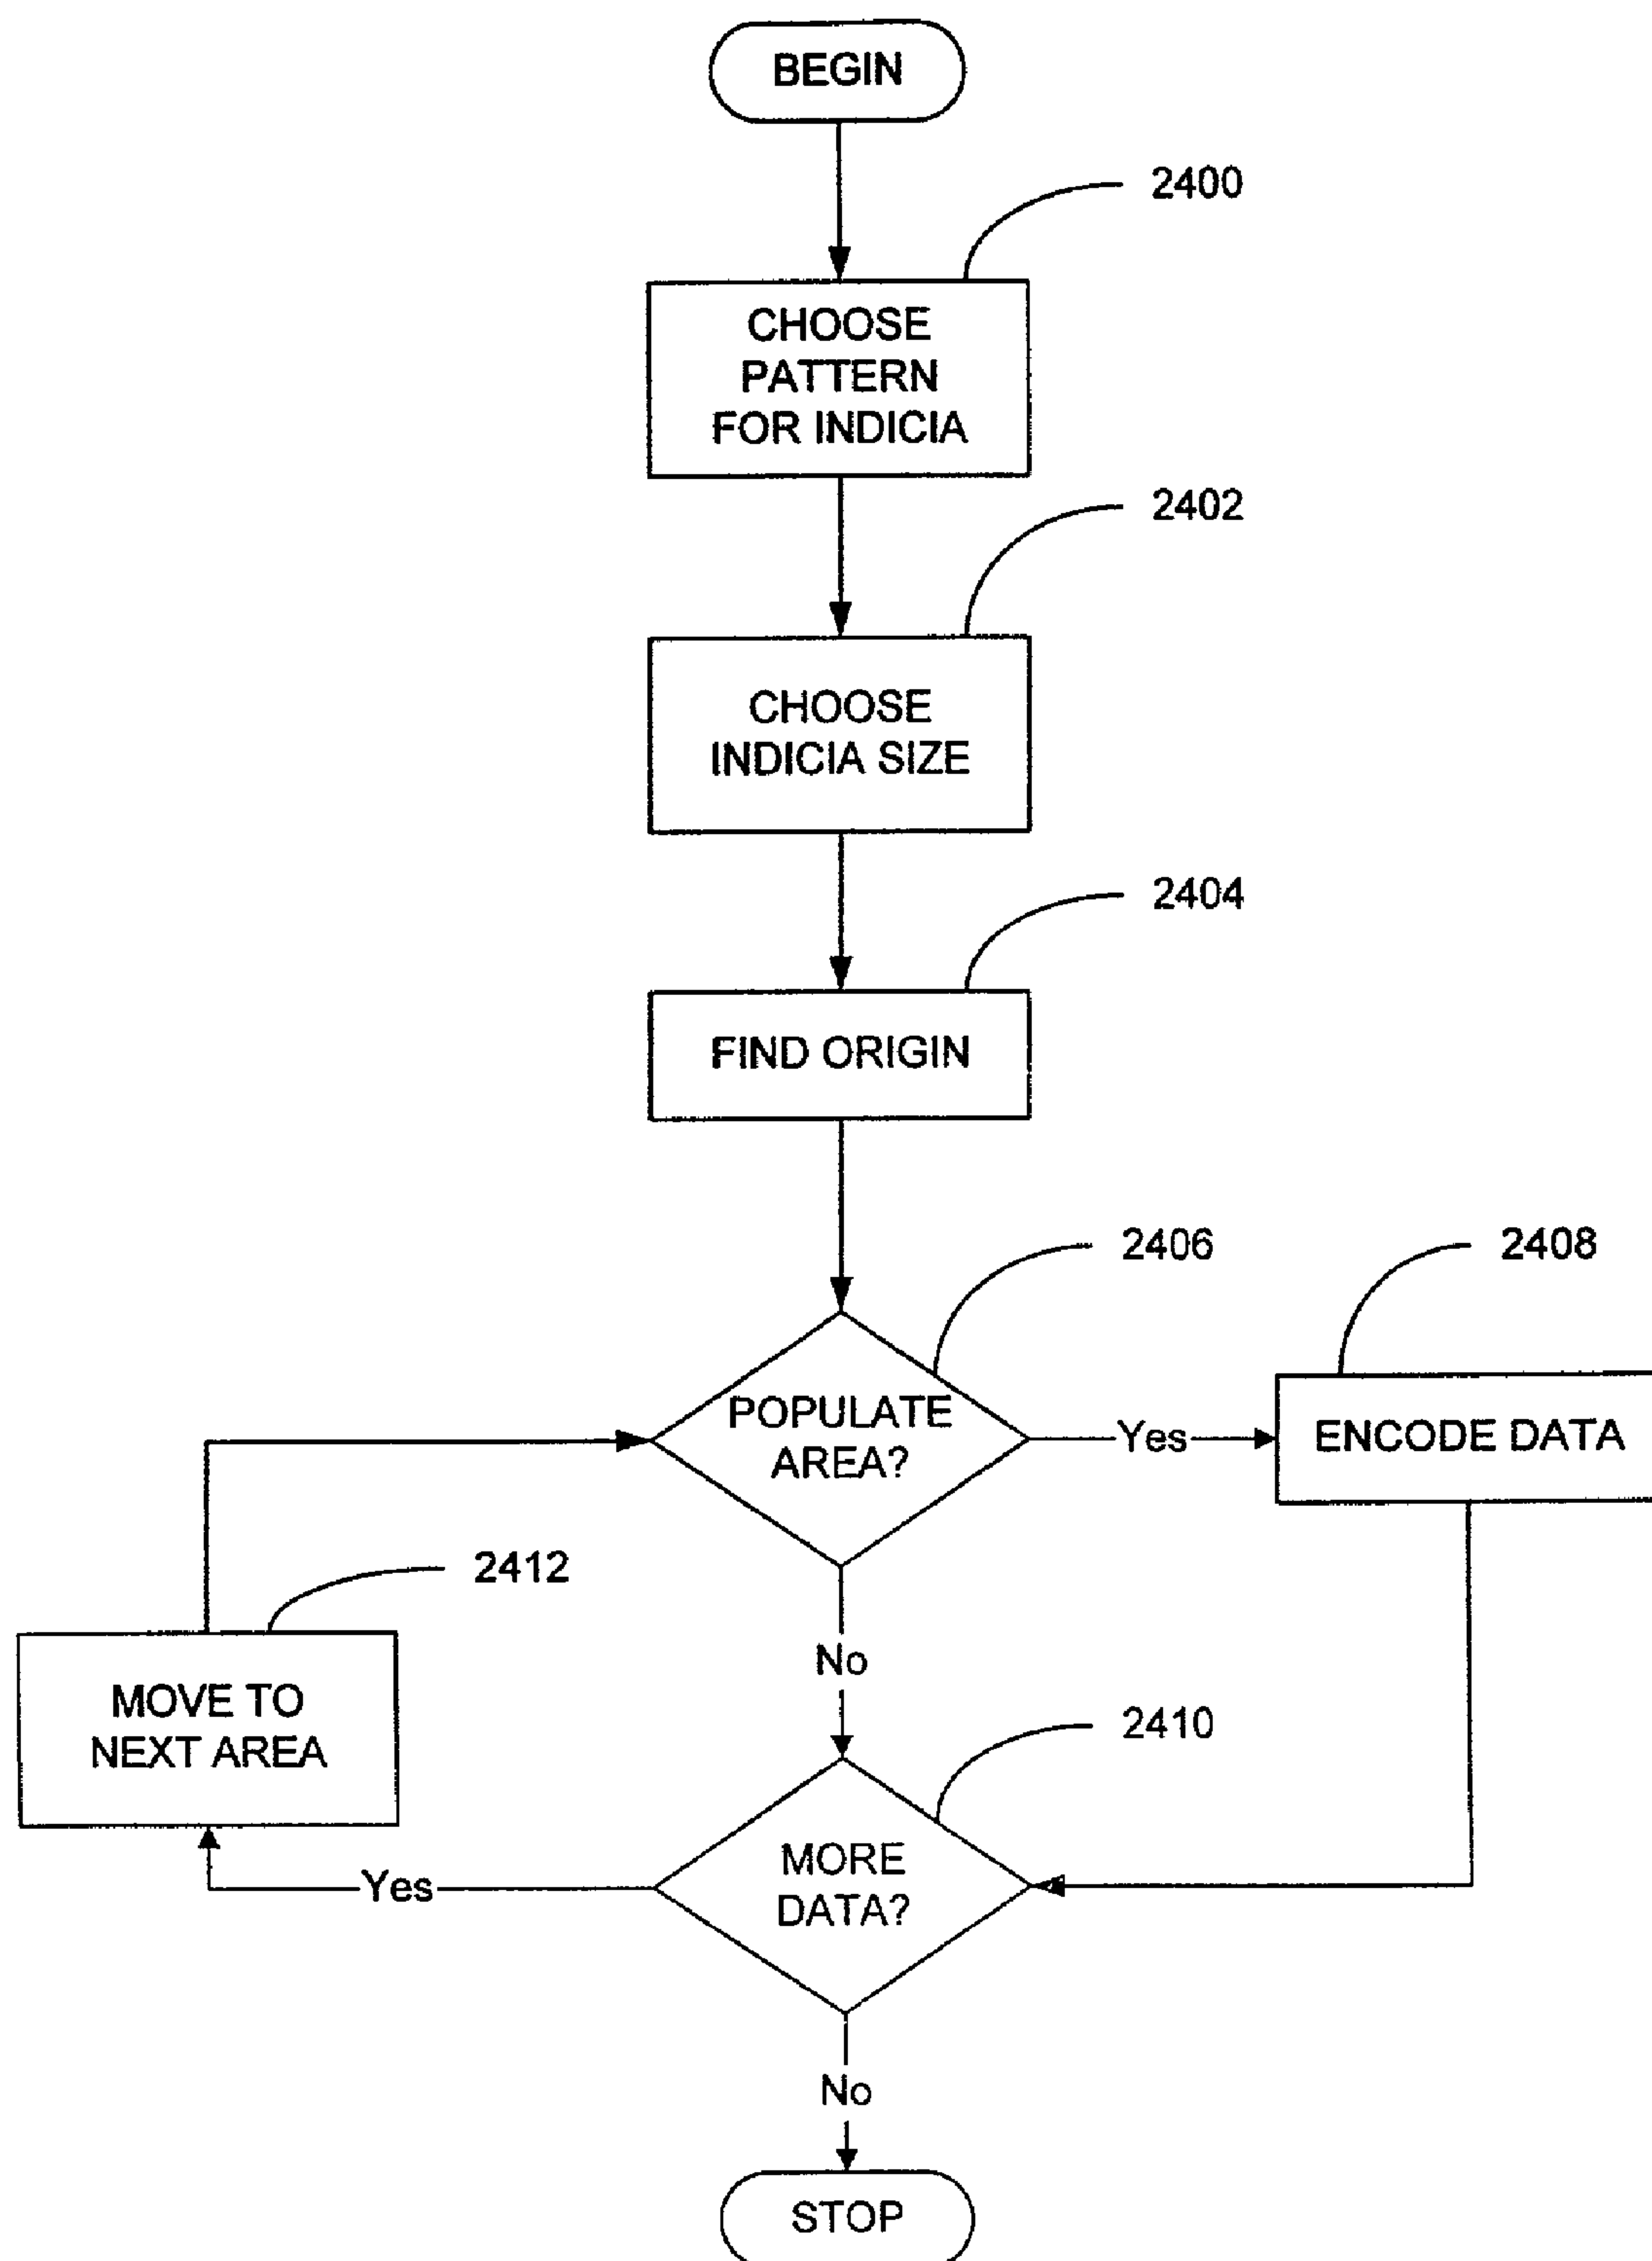 BEGIN
2400
CHOOSE
PATTERN
FOR INDICIA
2402
CHOOSE
INDICIA SIZE
2404
FIND ORIGIN
2406
2408
POPULATE
AREA?
Yes
ENCODE DATA
2412
No
MOVE TO
NEXT AREA
2410
MORE
DATA?
Yes
No
STOP